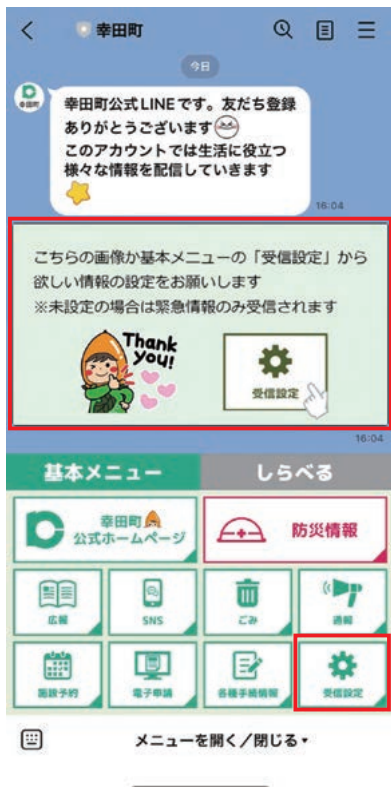 幸田町
今日
幸田町公式LINEです。友だち登録
ありがとうございます
このアカウントでは生活に役立つ
様々な情報を配信していきます
16:04
こちらの画像か基本メニューの「受信設定」から
欲しい情報の設定をお願いします
※未設定の場合は緊急情報のみ受信されます
Thank
you!
受信設定
16:04
基本メニュー
しらべる
幸田町
公式ホームページ
防災情報
広報
SNS
ごみ
通報
施設予約
電子申請
各種手続情報
受信設定
メニューを開く／閉じる▾